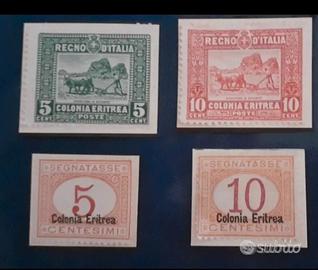 REGNO D'ITALIA
5 5
CENT. CENT.
COLONIA ERITREA
POSTE
REGNO D'ITALIA
10 10
CENT. CENT.
COLONIA ERITREA
POSTE
SEGNATASSE
5
Colonia Eritrea
CENTESIMI
SEGNATASSE
10
Colonia Eritrea
CENTESIMI
subito